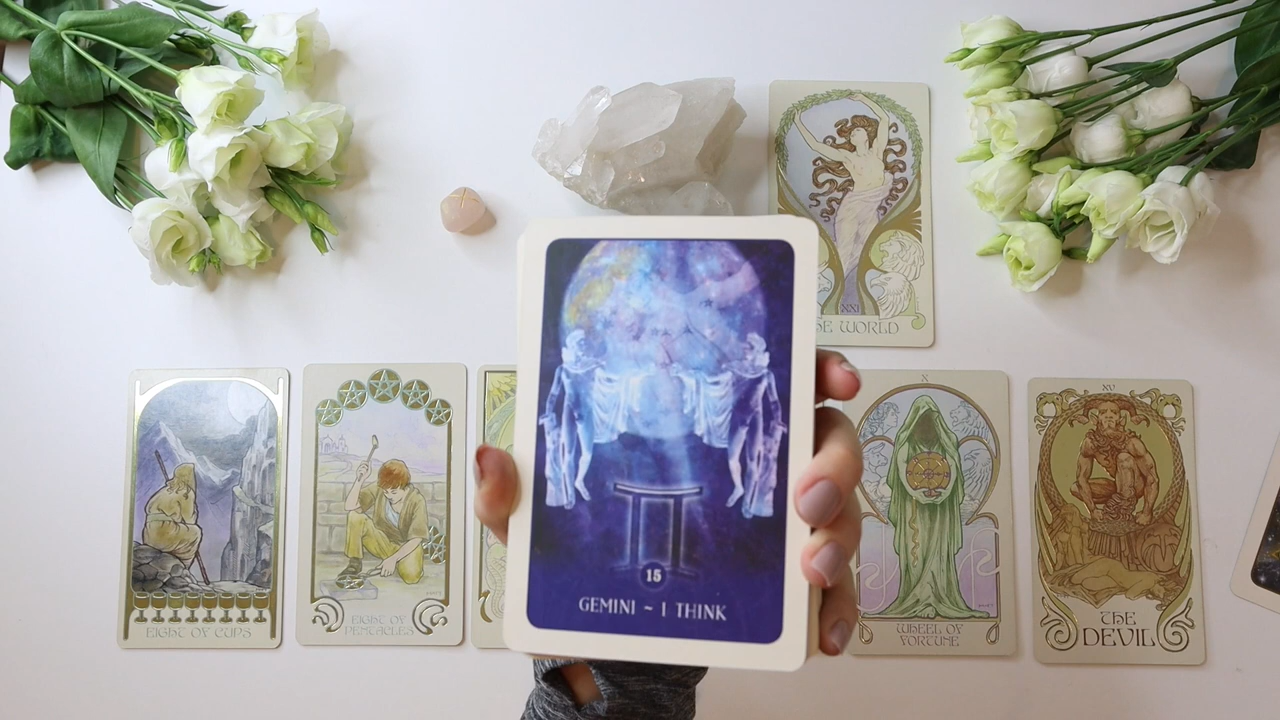 XXI
THE WORLD
EIGHT OF CUPS
EIGHT OF
PENTACLES
15
GEMINI ~ I THINK
X
WHEEL OF
FORTUNE
XV
THE
DEVIL